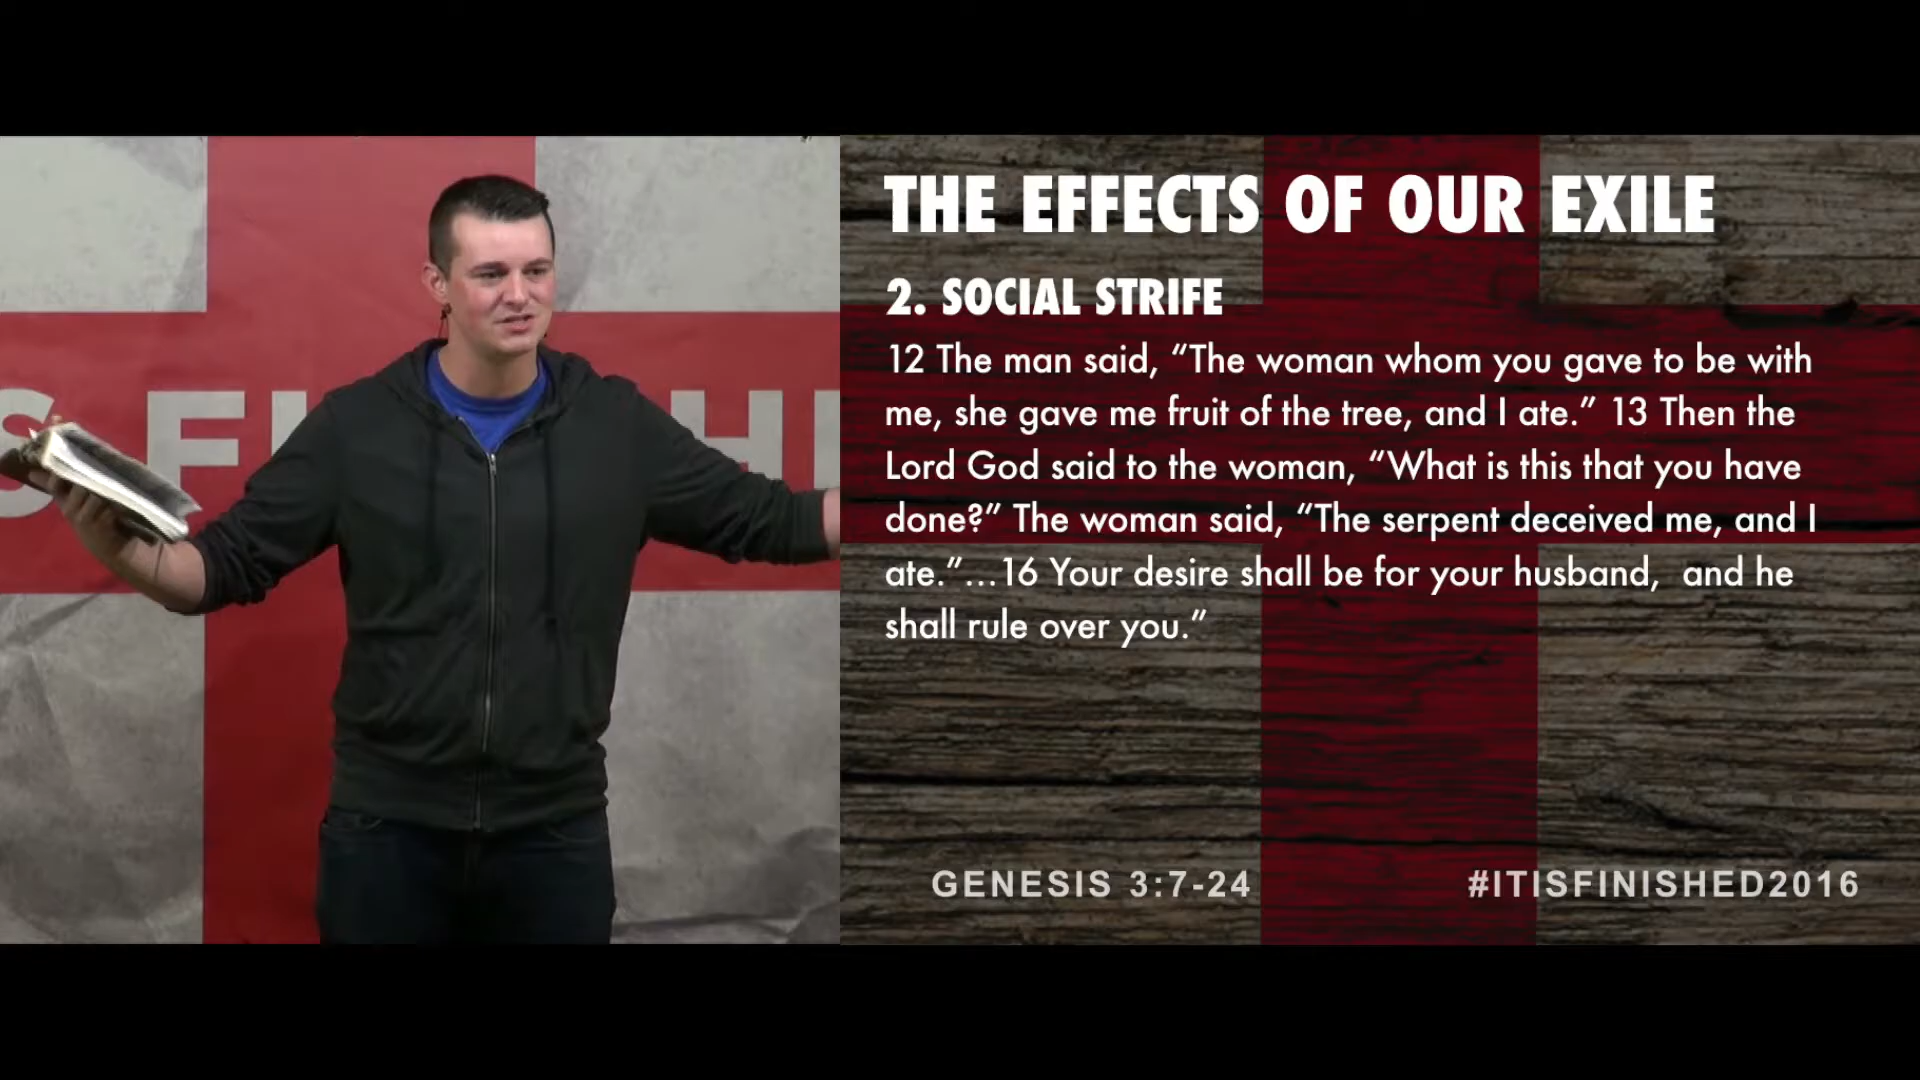 S FI HI
THE EFFECTS OF OUR EXILE
2. SOCIAL STRIFE
12 The man said, “The woman whom you gave to be with
me, she gave me fruit of the tree, and I ate.” 13 Then the
Lord God said to the woman, “What is this that you have
done?” The woman said, “The serpent deceived me, and I
ate.”...16 Your desire shall be for your husband,  and he
shall rule over you.”
GENESIS 3:7-24
#ITISFINISHED2016